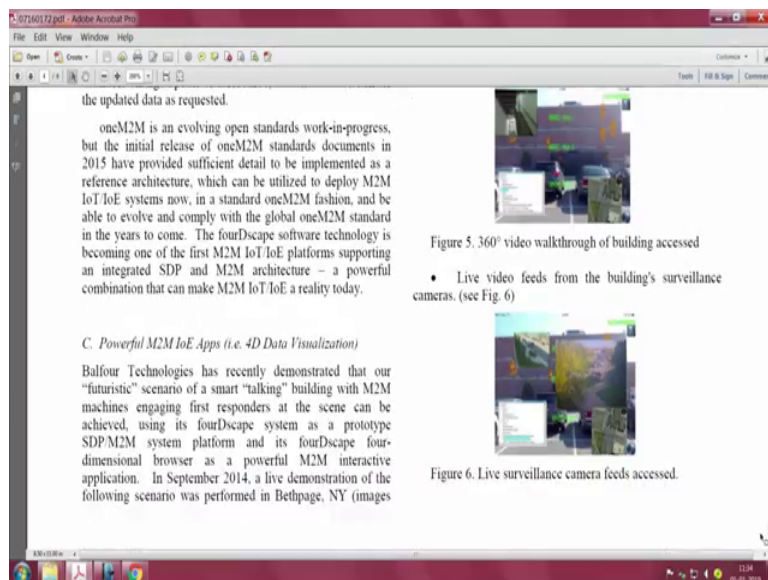 07160172.pdf - Adobe Acrobat Pro
File Edit View Window Help
Open Create Customize
Tools Fill & Sign Comment
the updated data as requested.
oneM2M is an evolving open standards work-in-progress,
but the initial release of oneM2M standards documents in
2015 have provided sufficient detail to be implemented as a
reference architecture, which can be utilized to deploy M2M
IoT/IoE systems now, in a standard oneM2M fashion, and be
able to evolve and comply with the global oneM2M standard
in the years to come. The fourDscape software technology is
becoming one of the first M2M IoT/IoE platforms supporting
an integrated SDP and M2M architecture – a powerful
combination that can make M2M IoT/IoE a reality today.
C. Powerful M2M IoE Apps (i.e. 4D Data Visualization)
Balfour Technologies has recently demonstrated that our
“futuristic” scenario of a smart “talking” building with M2M
machines engaging first responders at the scene can be
achieved, using its fourDscape system as a prototype
SDP/M2M system platform and its fourDscape four-
dimensional browser as a powerful M2M interactive
application. In September 2014, a live demonstration of the
following scenario was performed in Bethpage, NY (images
Figure 5. 360° video walkthrough of building accessed
• Live video feeds from the building's surveillance
cameras. (see Fig. 6)
Figure 6. Live surveillance camera feeds accessed.
8.50 x 11.00 in
11:34